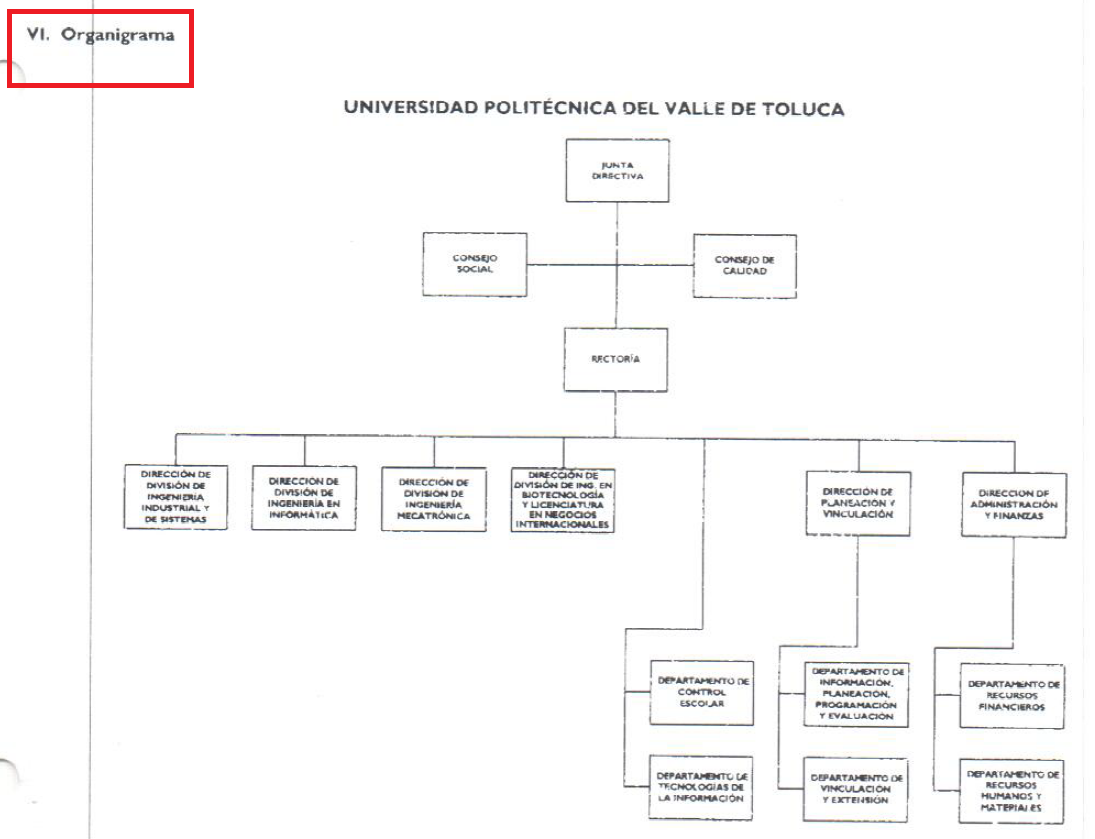 VI. Organigrama
UNIVERSIDAD POLITÉCNICA DEL VALLE DE TOLUCA
JUNTA
DIRECTIVA
CONSEJO
SOCIAL
CONSEJO DE
CALIDAD
RECTORÍA
DIRECCIÓN DE
DIVISIÓN DE
INGENIERÍA
INDUSTRIAL Y
DE SISTEMAS
DIRECCION DE
DIVISIÓN DE
INGENIERÍA EN
INFORMÁTICA
DIRECCIÓN DE
DIVISIÓN DE
INGENIERÍA
MECATRÓNICA
DIRECCIÓN DE
DIVISIÓN DE ING. EN
BIOTECNOLOGÍA
Y LICENCIATURA
EN NEGOCIOS
INTERNACIONALES
DIRECCIÓN DE
PLANEACIÓN Y
VINCULACIÓN
DIRECCION DE
ADMINISTRACIÓN
Y FINANZAS
DEPARTAMENTO DE
CONTROL
ESCOLAR
DEPARTAMENTO DE
INFORMACIÓN,
PLANEACIÓN,
PROGRAMACIÓN
Y EVALUACIÓN
DEPARTAMENTO DE
RECURSOS
FINANCIEROS
DEPARTAMENTO DE
TECNOLOGÍAS DE
LA INFORMACIÓN
DEPARTAMENTO DE
VINCULACIÓN
Y EXTENSIÓN
DEPARTAMENTO DE
RECURSOS
HUMANOS Y
MATERIALES